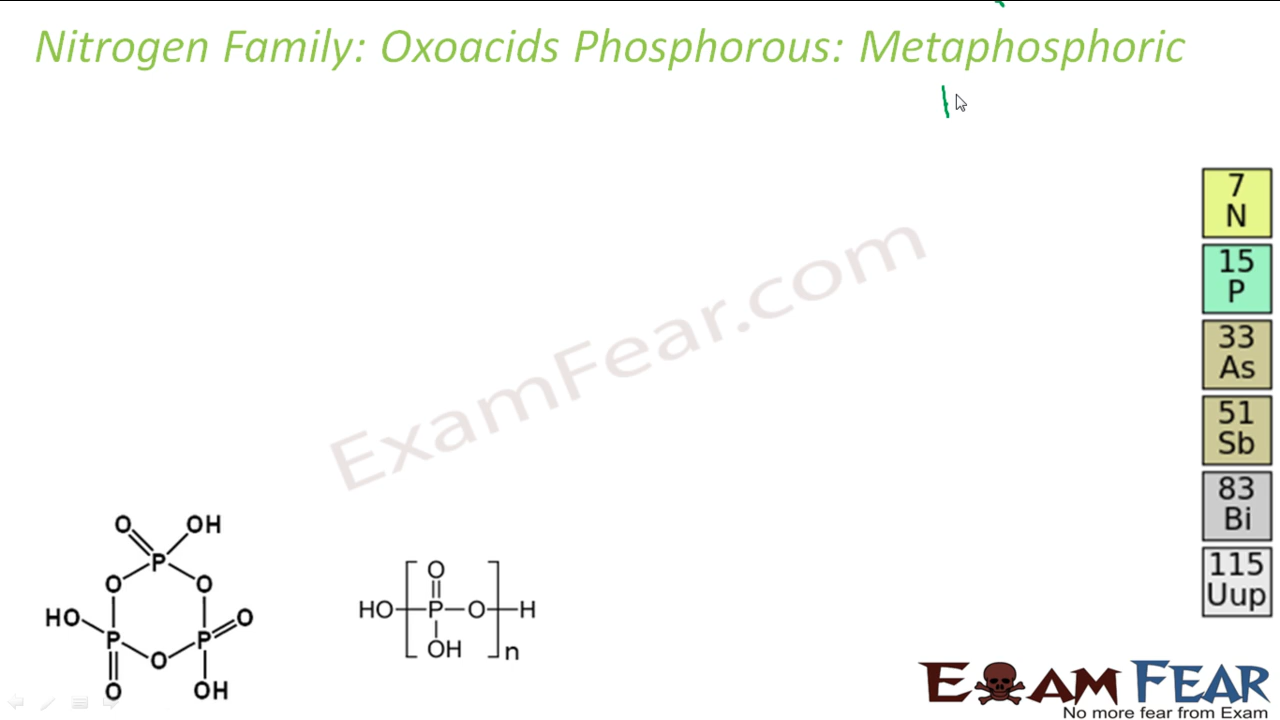 Nitrogen Family: Oxoacids Phosphorous: Metaphosphoric
7
N
15
P
33
As
51
Sb
83
Bi
115
Uup
ExamFear.com
O OH
P
O O
HO P P O
O
O OH
O
HO P O H
OH n
EXAM FEAR
No more fear from Exam